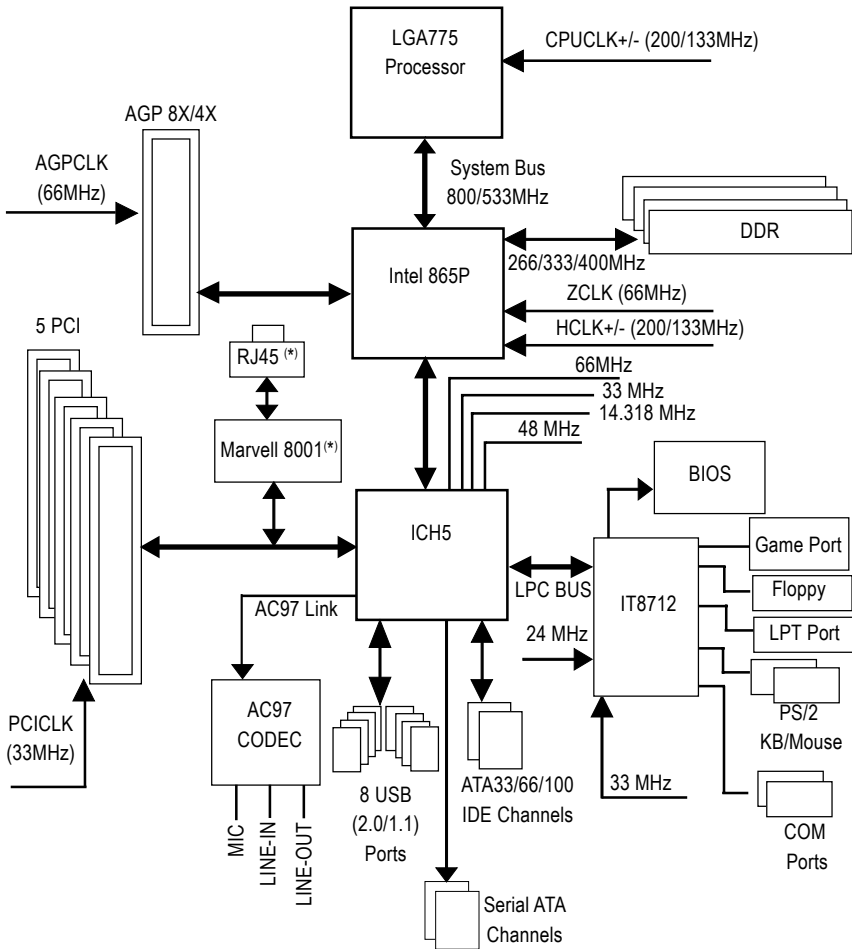 LGA775
Processor
CPUCLK+/- (200/133MHz)
AGP 8X/4X
AGPCLK
(66MHz)
System Bus
800/533MHz
DDR
266/333/400MHz
Intel 865P
ZCLK (66MHz)
HCLK+/- (200/133MHz)
5 PCI
RJ45 (*)
66MHz
33 MHz
14.318 MHz
48 MHz
Marvell 8001(*)
BIOS
ICH5
Game Port
LPC BUS
IT8712
Floppy
AC97 Link
LPT Port
24 MHz
PS/2
KB/Mouse
AC97
CODEC
PCICLK
(33MHz)
33 MHz
8 USB
(2.0/1.1)
Ports
ATA33/66/100
IDE Channels
MIC
LINE-IN
LINE-OUT
COM
Ports
Serial ATA
Channels